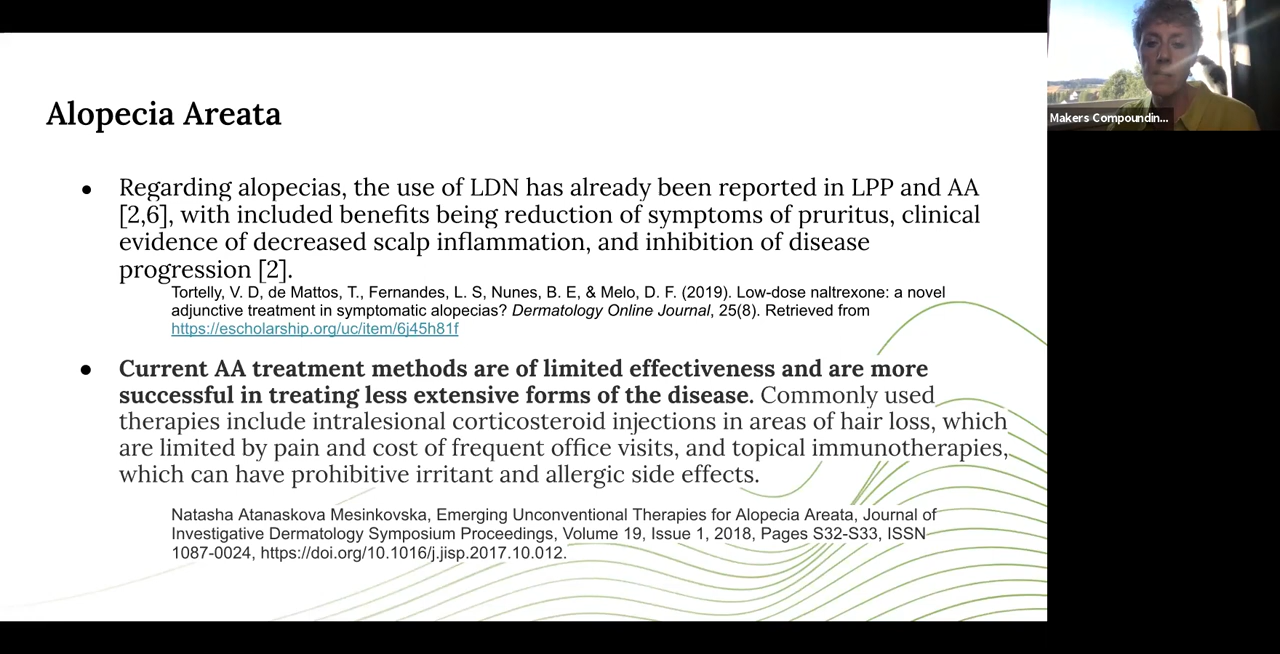 Alopecia Areata
● Regarding alopecias, the use of LDN has already been reported in LPP and AA
[2,6], with included benefits being reduction of symptoms of pruritus, clinical
evidence of decreased scalp inflammation, and inhibition of disease
progression [2].
Tortelly, V. D, de Mattos, T., Fernandes, L. S, Nunes, B. E, & Melo, D. F. (2019). Low-dose naltrexone: a novel
adjunctive treatment in symptomatic alopecias? Dermatology Online Journal, 25(8). Retrieved from
https://escholarship.org/uc/item/6j45h81f
● Current AA treatment methods are of limited effectiveness and are more
successful in treating less extensive forms of the disease. Commonly used
therapies include intralesional corticosteroid injections in areas of hair loss, which
are limited by pain and cost of frequent office visits, and topical immunotherapies,
which can have prohibitive irritant and allergic side effects.
Natasha Atanaskova Mesinkovska, Emerging Unconventional Therapies for Alopecia Areata, Journal of
Investigative Dermatology Symposium Proceedings, Volume 19, Issue 1, 2018, Pages S32-S33, ISSN
1087-0024, https://doi.org/10.1016/j.jisp.2017.10.012.
Makers Compoundin...